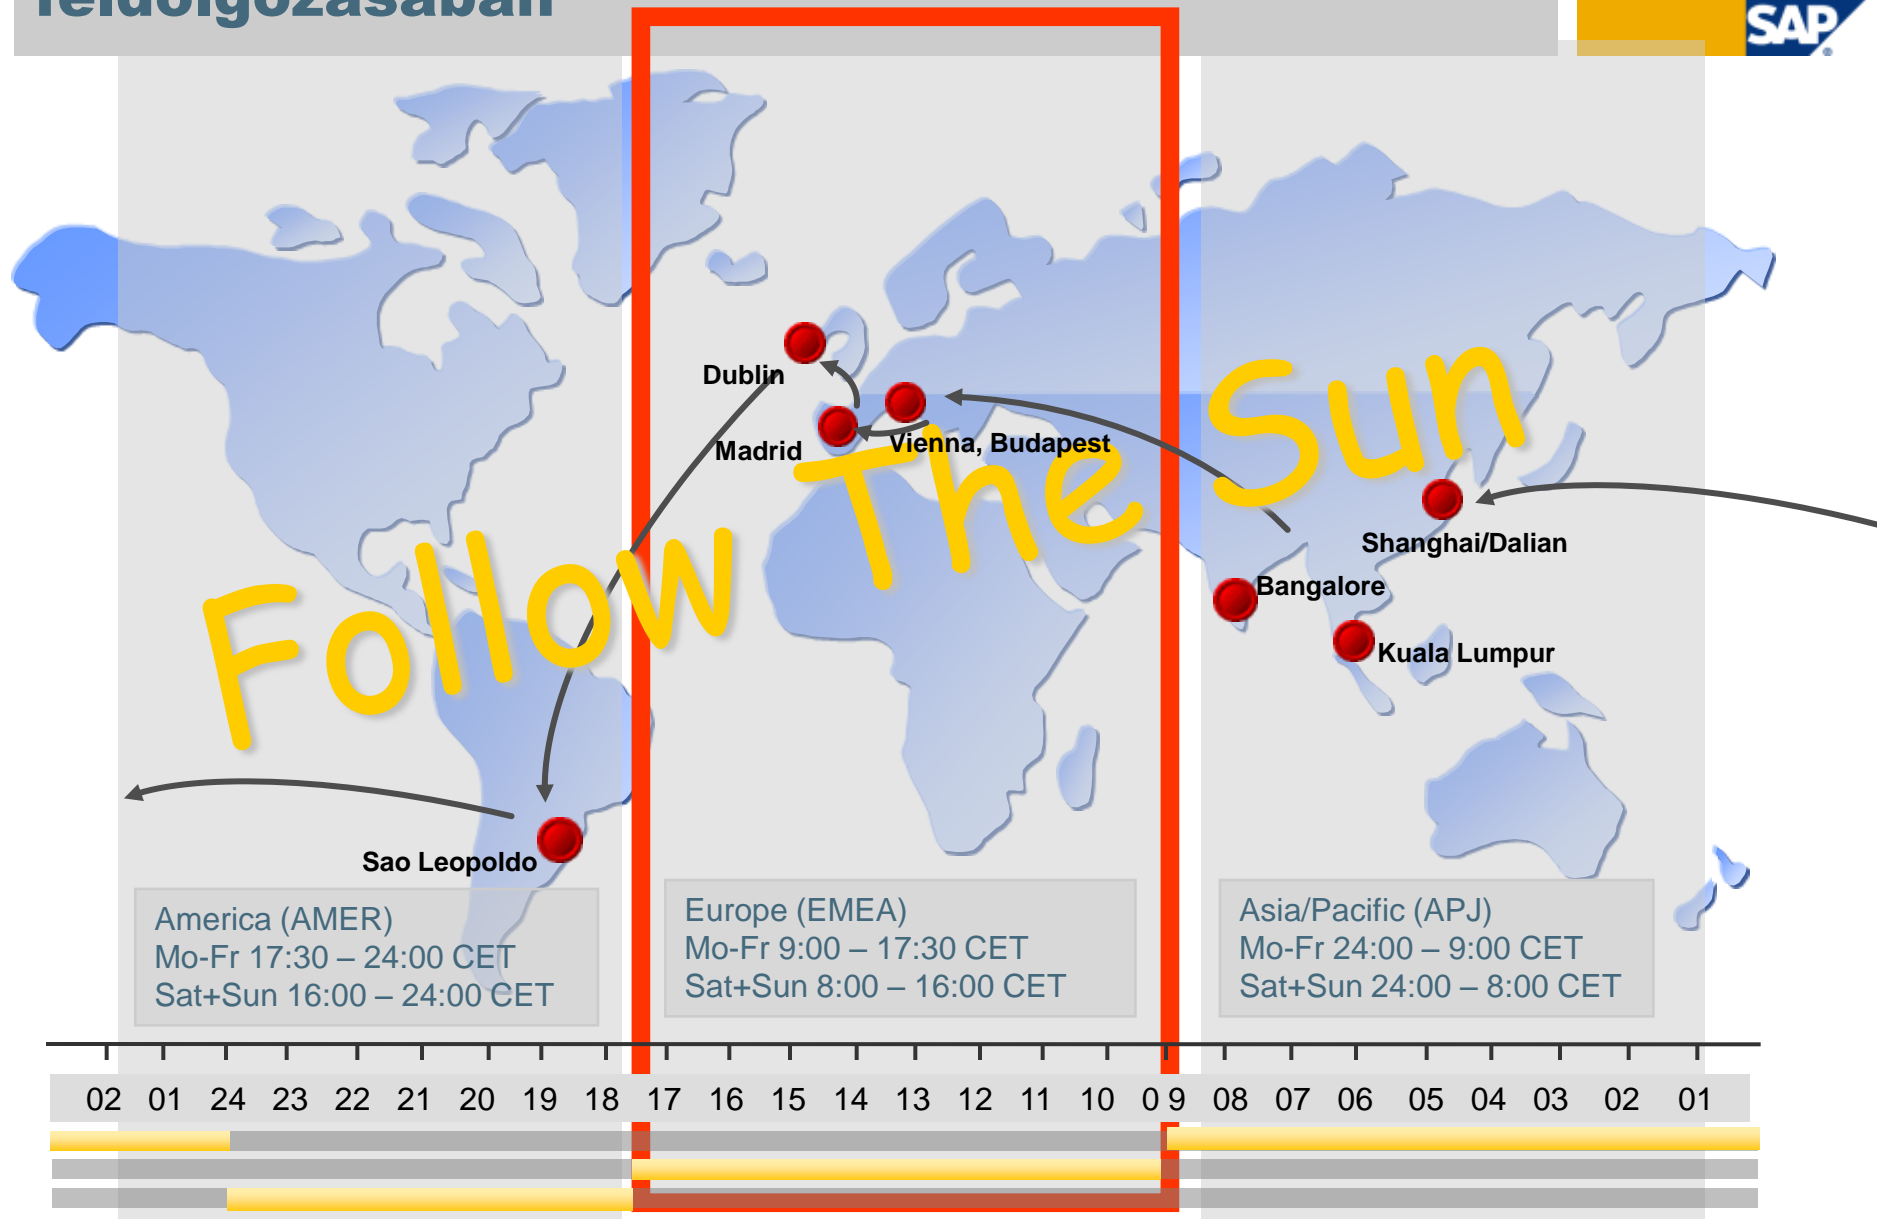 feldolgozásában
SAP
Dublin
Madrid
Vienna, Budapest
Follow The Sun
Shanghai/Dalian
Bangalore
Kuala Lumpur
Sao Leopoldo
America (AMER)
Mo-Fr 17:30 – 24:00 CET
Sat+Sun 16:00 – 24:00 CET
Europe (EMEA)
Mo-Fr 9:00 – 17:30 CET
Sat+Sun 8:00 – 16:00 CET
Asia/Pacific (APJ)
Mo-Fr 24:00 – 9:00 CET
Sat+Sun 24:00 – 8:00 CET
02 01 24 23 22 21 20 19 18 17 16 15 14 13 12 11 10 0 9 08 07 06 05 04 03 02 01